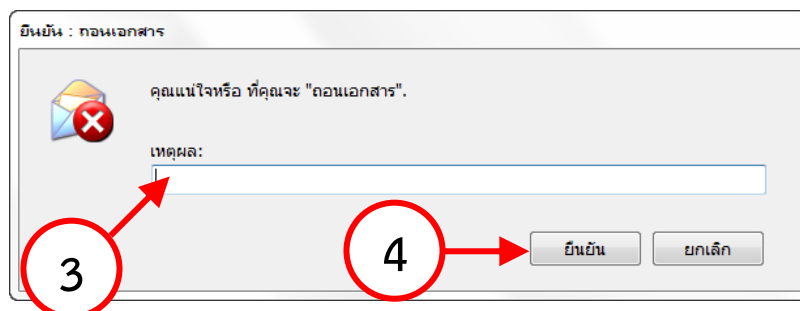 ยืนยัน : ถอนเอกสาร
คุณแน่ใจหรือ ที่คุณจะ "ถอนเอกสาร".
เหตุผล:
3
4
ยืนยัน
ยกเลิก